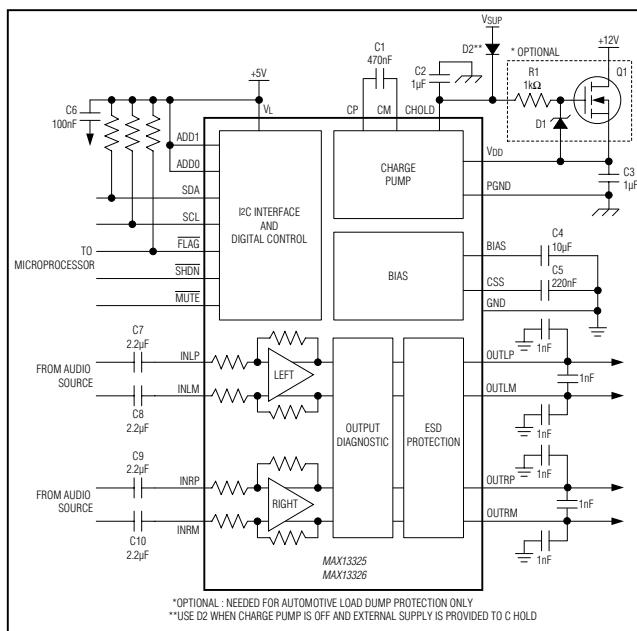 VSUP
+12V
D2**
* OPTIONAL
C1
470nF
C2
1µF
R1
1kΩ
Q1
+5V
D1
C6
100nF
VL
CP
CM
CHOLD
ADD1
ADD0
VDD
CHARGE
PUMP
C3
1µF
PGND
SDA
I2C INTERFACE
AND
DIGITAL CONTROL
SCL
TO
MICROPROCESSOR
FLAG
BIAS
BIAS
C4
10µF
SHDN
CSS
C5
220nF
MUTE
GND
C7
2.2µF
1nF
FROM AUDIO
SOURCE
INLP
LEFT
OUTLP
1nF
INLM
OUTLM
C8
2.2µF
OUTPUT
DIAGNOSTIC
ESD
PROTECTION
1nF
C9
2.2µF
1nF
FROM AUDIO
SOURCE
INRP
RIGHT
OUTRP
1nF
INRM
OUTRM
C10
2.2µF
1nF
MAX13325
MAX13326
*OPTIONAL : NEEDED FOR AUTOMOTIVE LOAD DUMP PROTECTION ONLY
**USE D2 WHEN CHARGE PUMP IS OFF AND EXTERNAL SUPPLY IS PROVIDED TO C HOLD